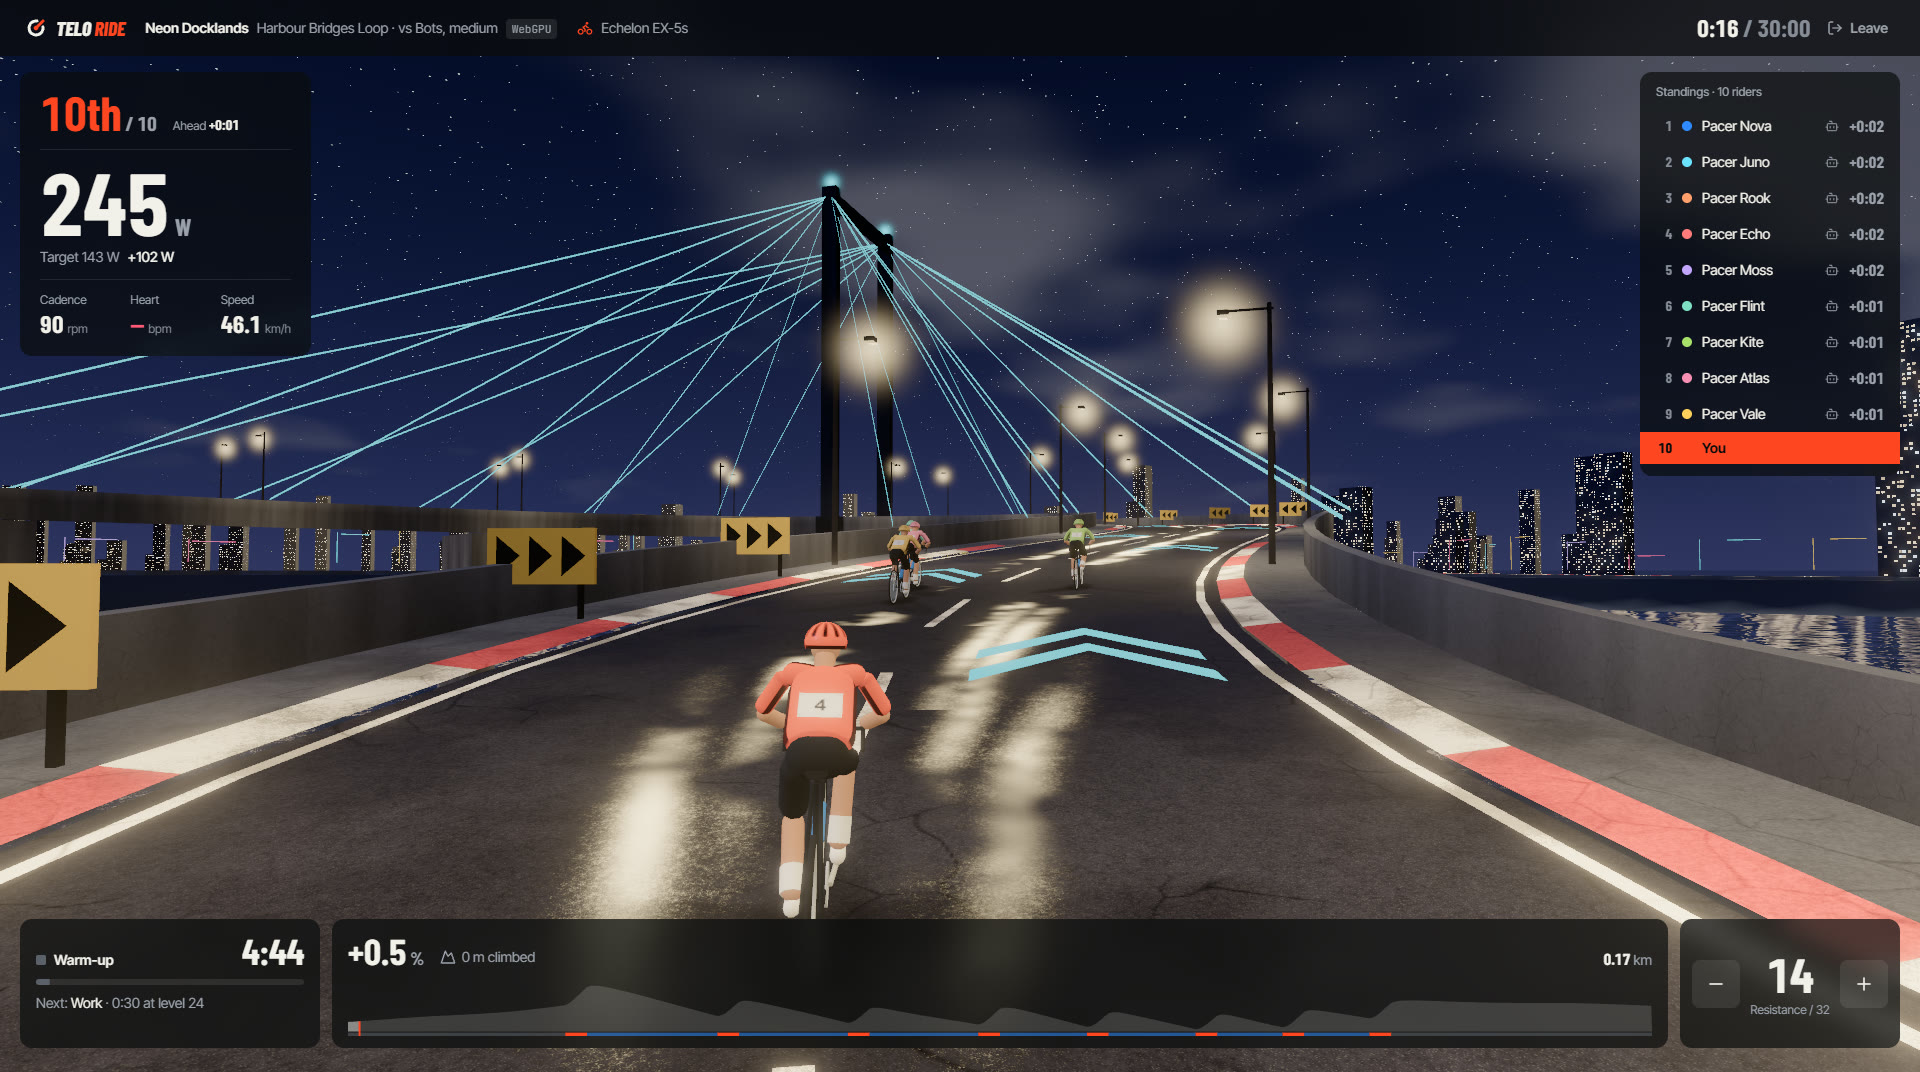 TELO RIDE Neon Docklands Harbour Bridges Loop · vs Bots, medium WebGPU Echelon EX-5s 0:16 / 30:00 Leave
10th / 10 Ahead +0:01
245 W
Target 143 W +102 W
Cadence Heart Speed
90 rpm — bpm 46.1 km/h
Standings · 10 riders
1 Pacer Nova +0:02
2 Pacer Juno +0:02
3 Pacer Rook +0:02
4 Pacer Echo +0:02
5 Pacer Moss +0:02
6 Pacer Flint +0:01
7 Pacer Kite +0:01
8 Pacer Atlas +0:01
9 Pacer Vale +0:01
10 You
4
Warm-up 4:44
Next: Work · 0:30 at level 24
+0.5 % 0 m climbed 0.17 km
− 14 +
Resistance / 32